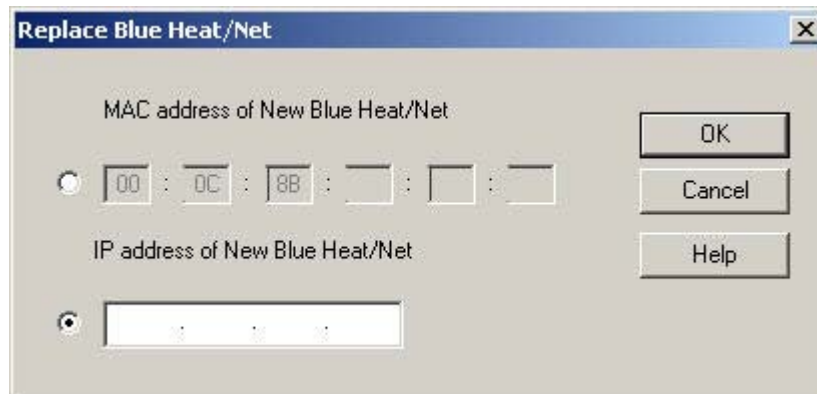 Replace Blue Heat/Net
MAC address of New Blue Heat/Net
00 : 0C : 8B : : :
IP address of New Blue Heat/Net
. . .
OK
Cancel
Help